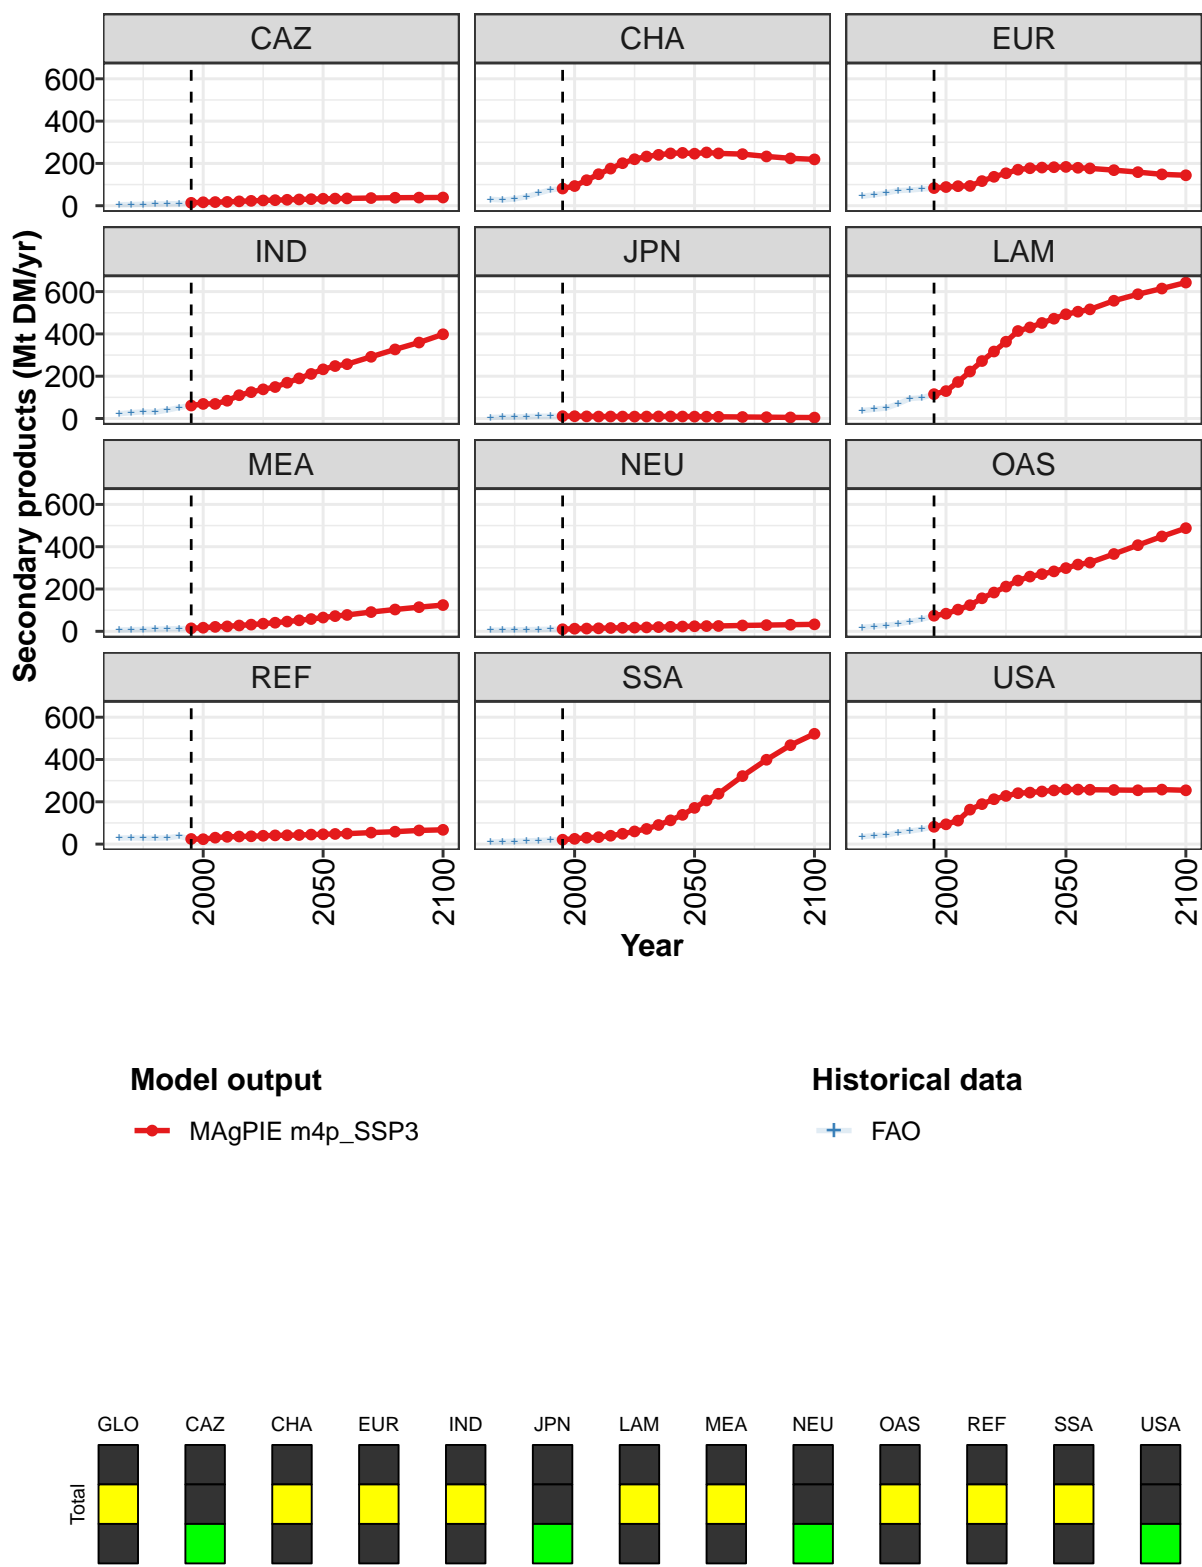 CAZ CHA EUR
600
400
200
0
IND JPN LAM
600
400
200
0
MEA NEU OAS
600
400
200
0
REF SSA USA
600
400
200
0
2000 2050 2100 2000 2050 2100 2000 2050 2100
Secondary products (Mt DM/yr)
Year
Model output Historical data
MAgPIE m4p_SSP3 FAO
GLO CAZ CHA EUR IND JPN LAM MEA NEU OAS REF SSA USA
Total